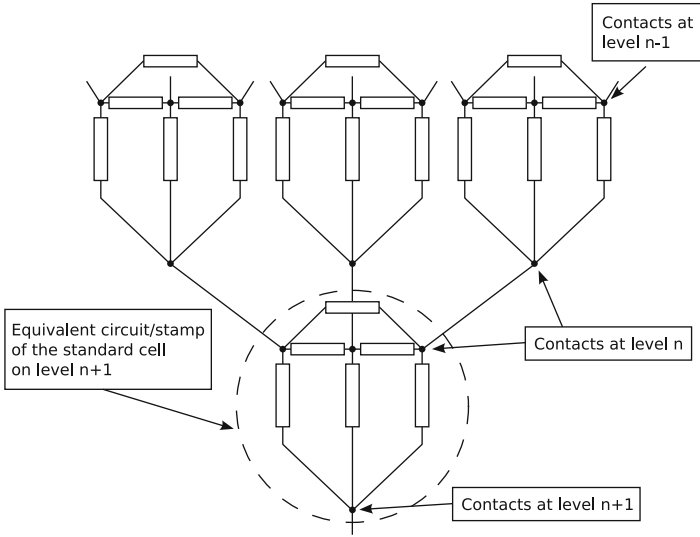 Contacts at
level n-1
Equivalent circuit/stamp
of the standard cell
on level n+1
Contacts at level n
Contacts at level n+1